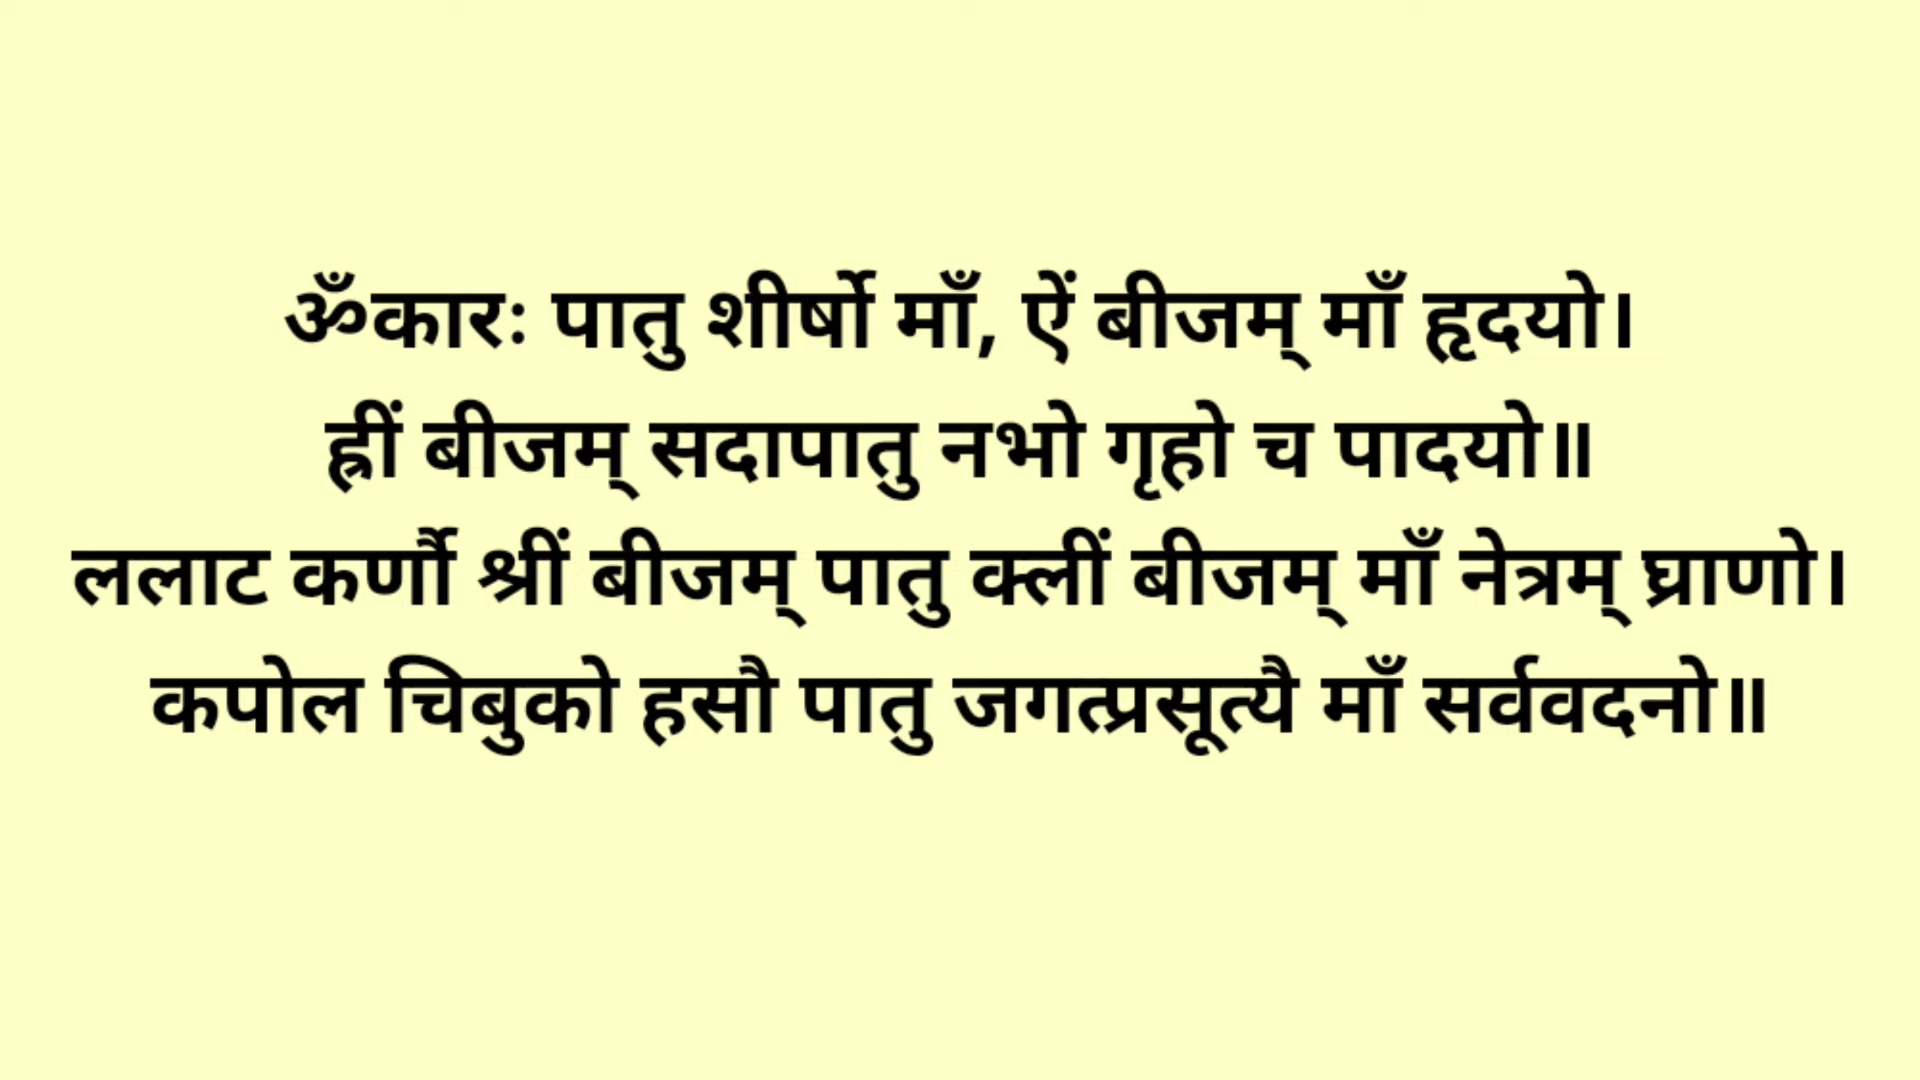 ॐकारः पातु शीर्षो माँ, ऐं बीजम् माँ हृदयो।
ह्रीं बीजम् सदापातु नभो गृहो च पादयो॥
ललाट कर्णौ श्रीं बीजम् पातु क्लीं बीजम् माँ नेत्रम् घ्राणो।
कपोल चिबुको हसौ पातु जगत्प्रसूत्यै माँ सर्ववदनो॥